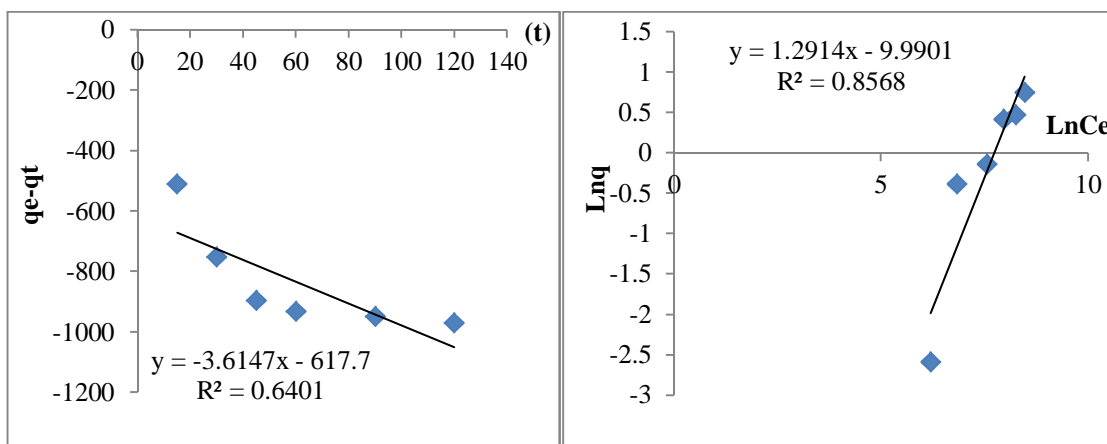 0
-200
-400
-600
-800
-1000
-1200
0 20 40 60 80 100 120 140
(t)
qe-qt
y = -3.6147x - 617.7
R² = 0.6401
1.5
1
0.5
0
-0.5
-1
-1.5
-2
-2.5
-3
0 5 10
LnCe
Lnq
y = 1.2914x - 9.9901
R² = 0.8568